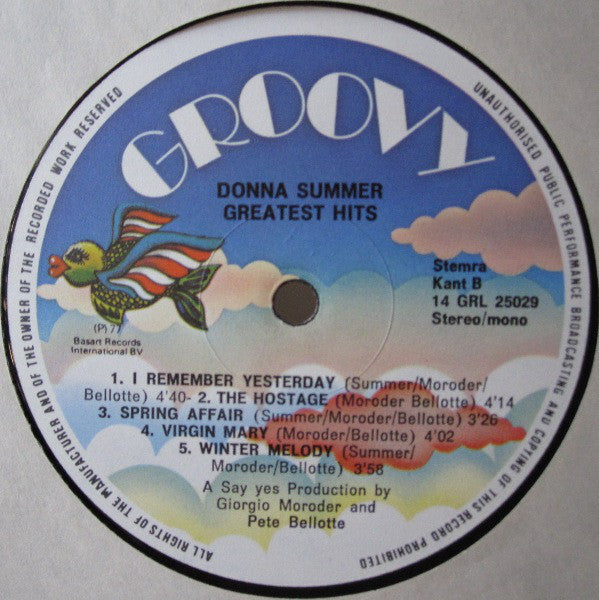 GROOVY
DONNA SUMMER
GREATEST HITS
Stemra
Kant B
14 GRL 25029
Stereo/mono
(P) 77
Basart Records
International BV
1. I REMEMBER YESTERDAY (Summer/Moroder/
Bellotte) 4'40- 2. THE HOSTAGE (Moroder Bellotte) 4'14
3. SPRING AFFAIR (Summer/Moroder/Bellotte) 3'26
4. VIRGIN MARY (Moroder/Bellotte) 4'02
5. WINTER MELODY (Summer/
Moroder/Bellotte) 3'58
A Say yes Production by
Giorgio Moroder and
Pete Bellotte
ALL RIGHTS OF THE MANUFACTURER AND OF THE OWNER OF THE RECORDED WORK RESERVED
UNAUTHORISED PUBLIC PERFORMANCE BROADCASTING AND COPYING OF THIS RECORD PROHIBITED